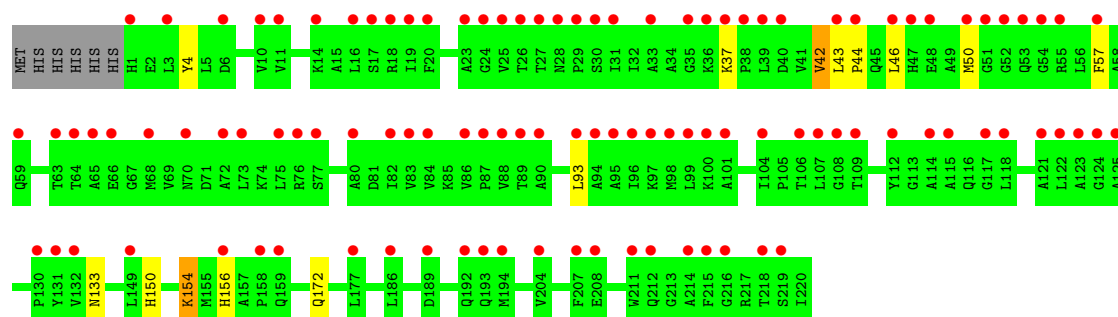 MET HIS HIS HIS HIS HIS H1 E2 L3 Y4 L5 D6 V10 V11 K14 A15 L16 S17 R18 I19 F20 A23 G24 V25 T26 T27 N28 P29 S30 I31 I32 A33 A34 G35 K36 K37 P38 L39 D40 V41 V42 L43 P44 Q45 L46 H47 E48 A49 M50 G51 G52 Q53 G54 R55 L56 F57 A58
Q59 T63 T64 A65 E66 G67 M68 V69 N70 D71 A72 L73 K74 L75 R76 S77 A80 D81 I82 V83 V84 K85 V86 P87 V88 T89 A90 L93 A94 A95 I96 K97 M98 L99 K100 A101 I104 P105 T106 L107 G108 T109 Y112 G113 A114 A115 Q116 G117 L118 A121 L122 A123 G124 A125
P130 Y131 V132 N133 L149 H150 K154 M155 H156 A157 P158 Q159 Q172 L177 L186 D189 Q192 Q193 M194 V204 F207 E208 W211 Q212 G213 A214 F215 G216 R217 T218 S219 I220